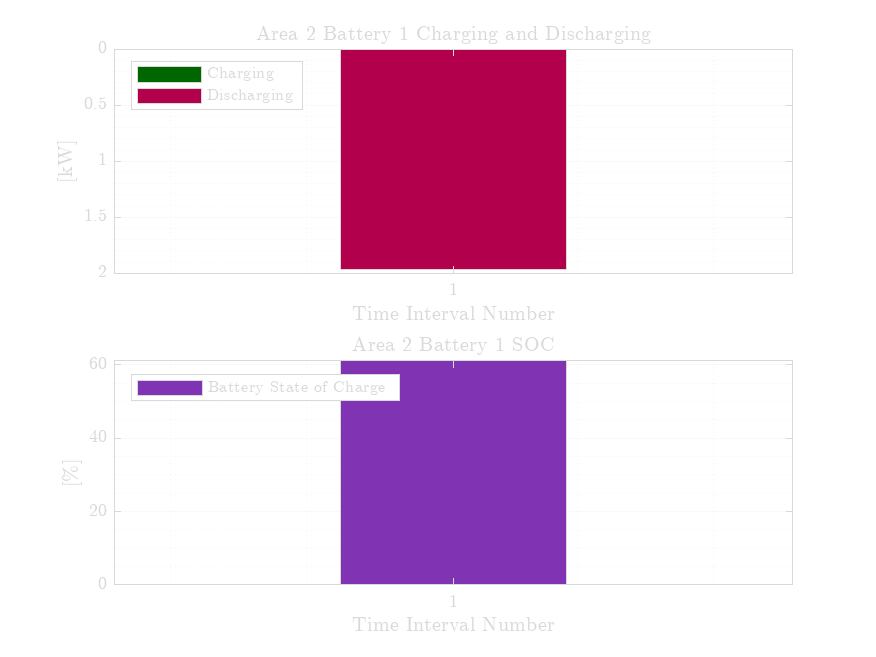 Area 2 Battery 1 Charging and Discharging
0
0.5
1
1.5
2
[kW]
Charging
Discharging
1
Time Interval Number
Area 2 Battery 1 SOC
60
40
20
0
[%]
Battery State of Charge
1
Time Interval Number